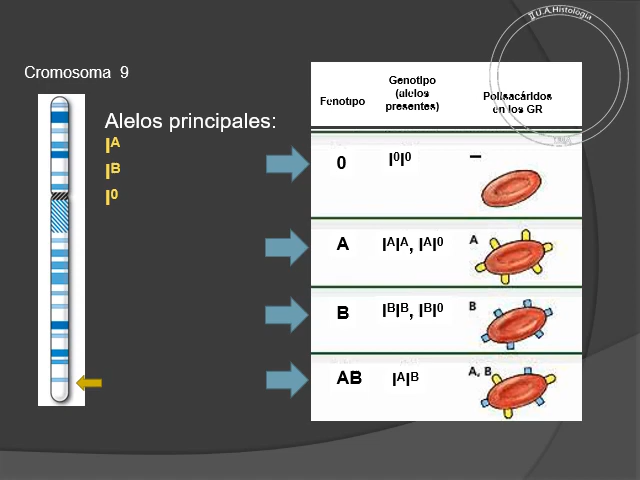 Cromosoma 9
Alelos principales:
Iᴬ
Iᴮ
I⁰
Fenotipo
Genotipo
(alelos
presentes)
Polisacáridos
en los GR
0
I⁰I⁰
–
A
IᴬIᴬ, IᴬI⁰
A
B
IᴮIᴮ, IᴮI⁰
B
AB
IᴬIᴮ
A, B
U.A.Histología